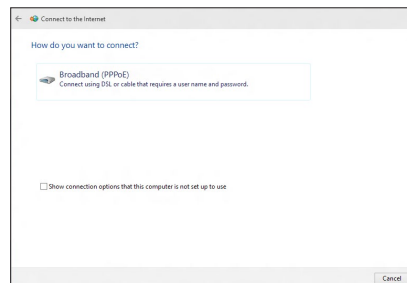 Connect to the Internet
How do you want to connect?
Broadband (PPPoE)
Connect using DSL or cable that requires a user name and password.
Show connection options that this computer is not set up to use
Cancel